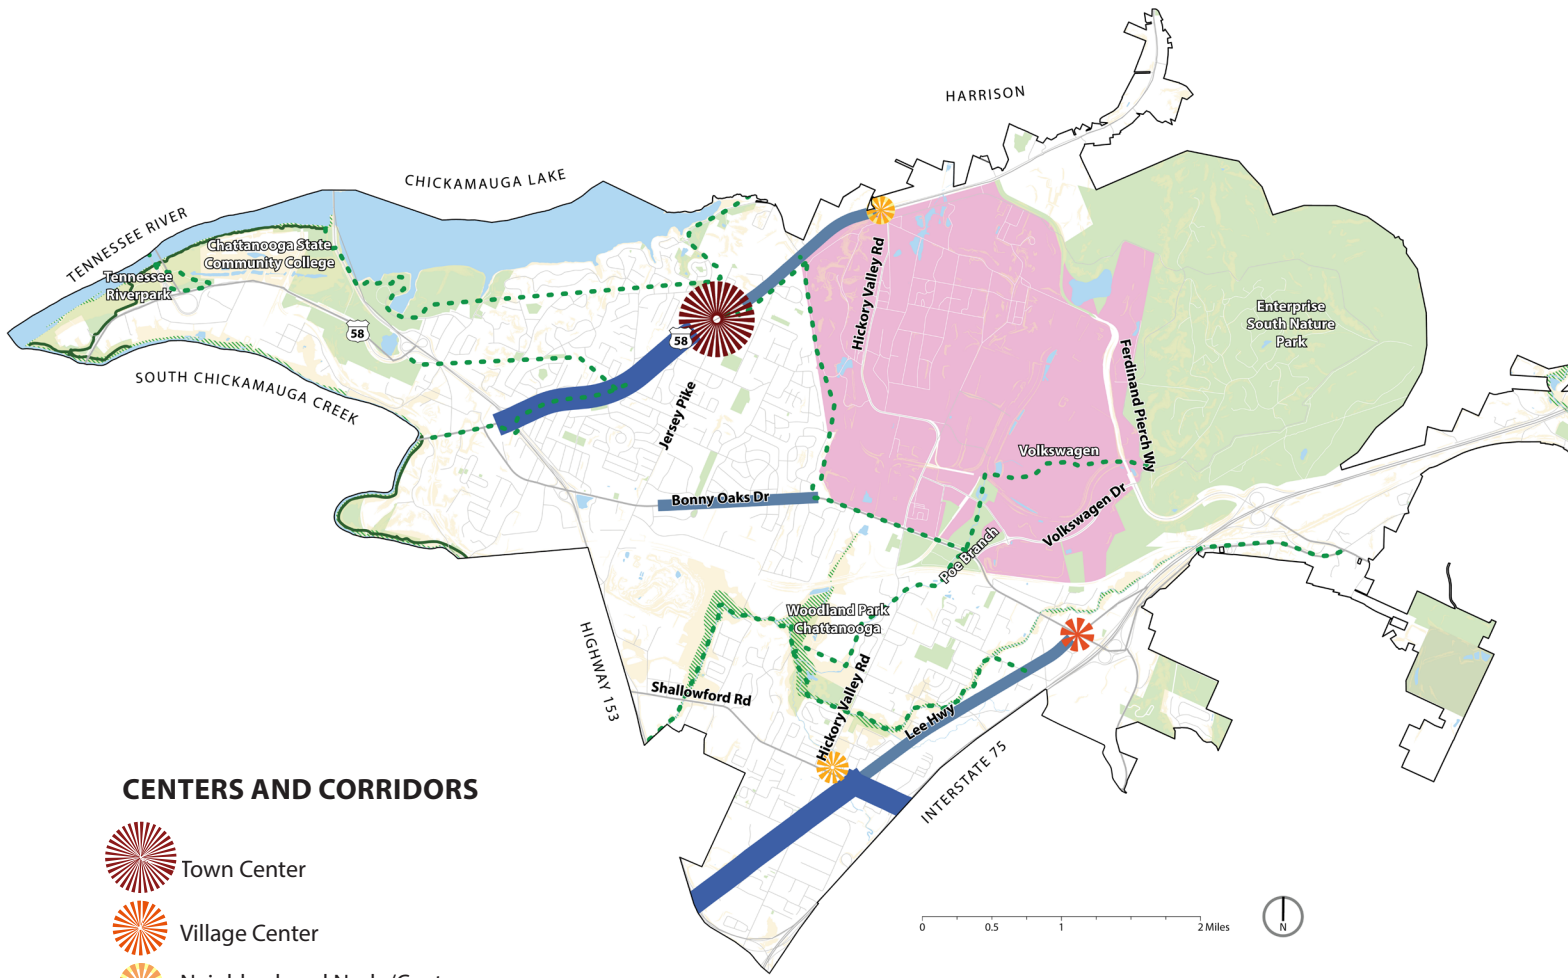 HARRISON
CHICKAMAUGA LAKE
TENNESSEE RIVER
Chattanooga State
Community College
Tennessee
Riverpark
58
SOUTH CHICKAMAUGA CREEK
58
Jersey Pike
Hickory Valley Rd
Enterprise
South Nature
Park
Ferdinand Pierch Wy
Volkswagen
Bonny Oaks Dr
Volkswagen Dr
Poe Branch
Woodland Park
Chattanooga
HIGHWAY 153
Shallowford Rd
Hickory Valley Rd
Lee Hwy
INTERSTATE 75
CENTERS AND CORRIDORS
Town Center
Village Center
0 0.5 1 2 Miles
N